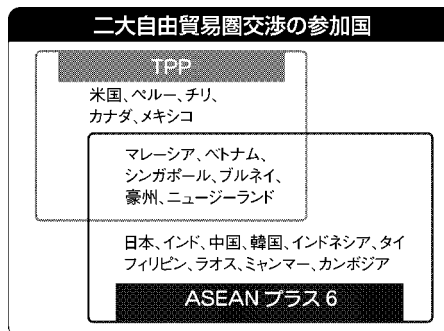 二大自由貿易圏交渉の参加国
TPP
米国、ペルー、チリ、
カナダ、メキシコ
マレーシア、ベトナム、
シンガポール、ブルネイ、
豪州、ニュージーランド
日本、インド、中国、韓国、インドネシア、タイ
フィリピン、ラオス、ミャンマー、カンボジア
ASEANプラス6